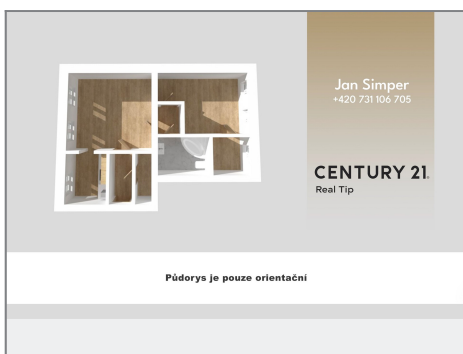 Jan Simper
+420 731 106 705
CENTURY 21.
Real Tip
Půdorys je pouze orientační